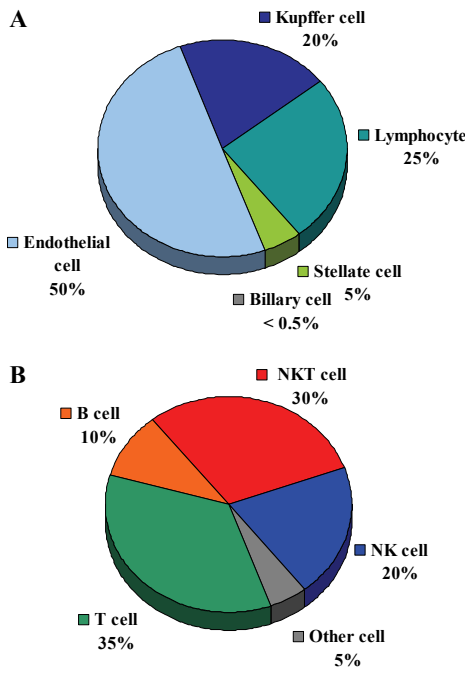 A
Kupffer cell
20%
Lymphocyte
25%
Endothelial
cell
50%
Stellate cell
5%
Billary cell
< 0.5%
B
NKT cell
30%
B cell
10%
NK cell
20%
T cell
35%
Other cell
5%